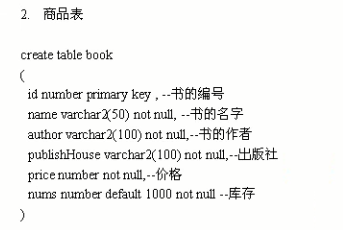 2. 商品表
create table book
(
id number primary key , --书的编号
name varchar2(50) not null, --书的名字
author varchar2(100) not null,--书的作者
publishHouse varchar2(100) not null,--出版社
price number not null,--价格
nums number default 1000 not null --库存
)